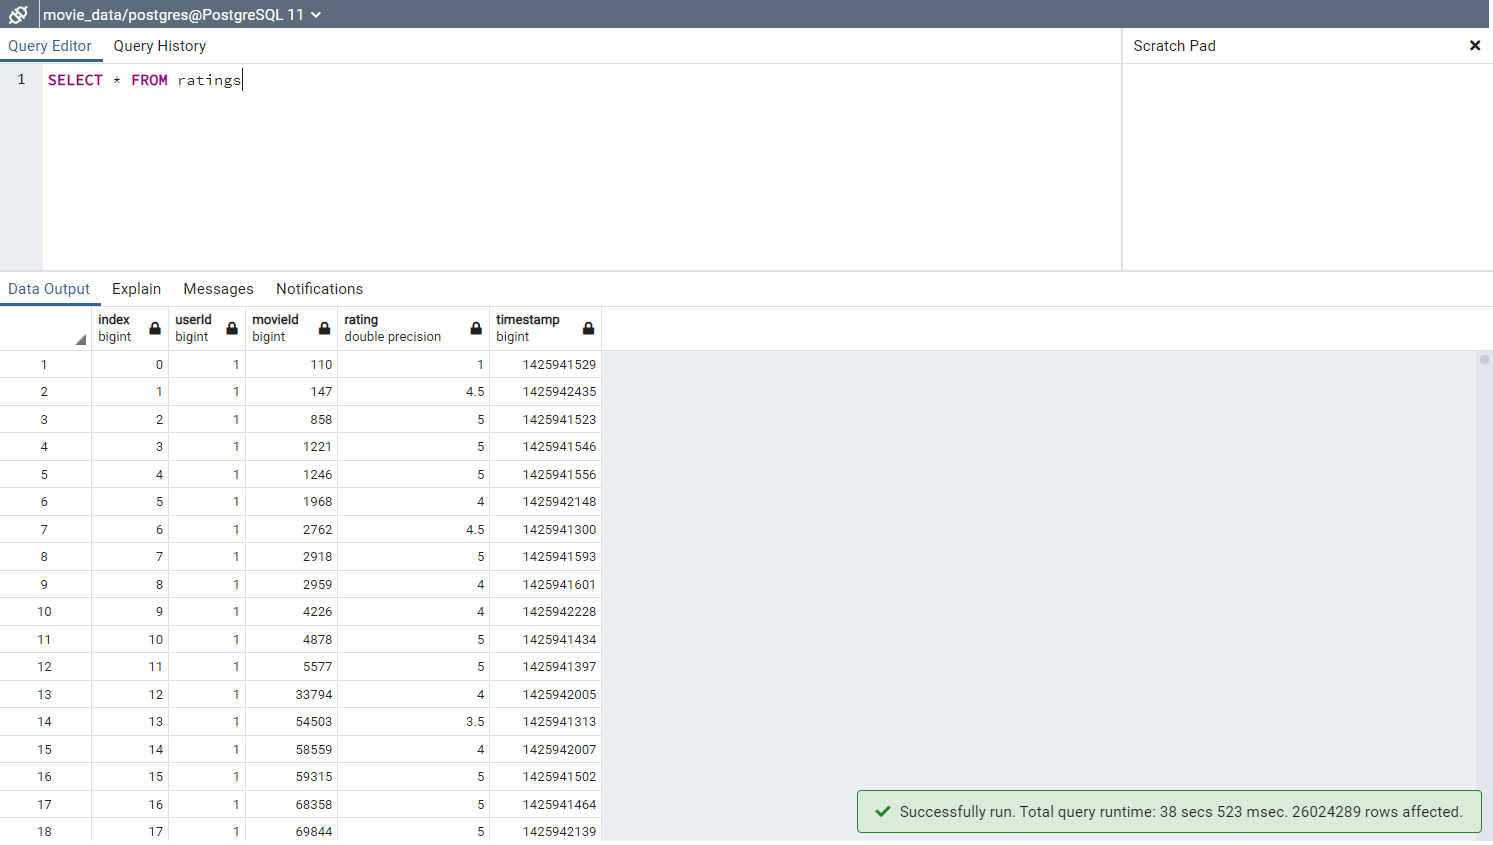 movie_data/postgres@PostgreSQL 11
Query Editor Query History Scratch Pad
1 SELECT * FROM ratings
Data Output Explain Messages Notifications
index userId movieId rating timestamp
bigint bigint bigint double precision bigint
1 0 1 110 1 1425941529
2 1 1 147 4.5 1425942435
3 2 1 858 5 1425941523
4 3 1 1221 5 1425941546
5 4 1 1246 5 1425941556
6 5 1 1968 4 1425942148
7 6 1 2762 4.5 1425941300
8 7 1 2918 5 1425941593
9 8 1 2959 4 1425941601
10 9 1 4226 4 1425942228
11 10 1 4878 5 1425941434
12 11 1 5577 5 1425941397
13 12 1 33794 4 1425942005
14 13 1 54503 3.5 1425941313
15 14 1 58559 4 1425942007
16 15 1 59315 5 1425941502
17 16 1 68358 5 1425941464
18 17 1 69844 5 1425942139
Successfully run. Total query runtime: 38 secs 523 msec. 26024289 rows affected.